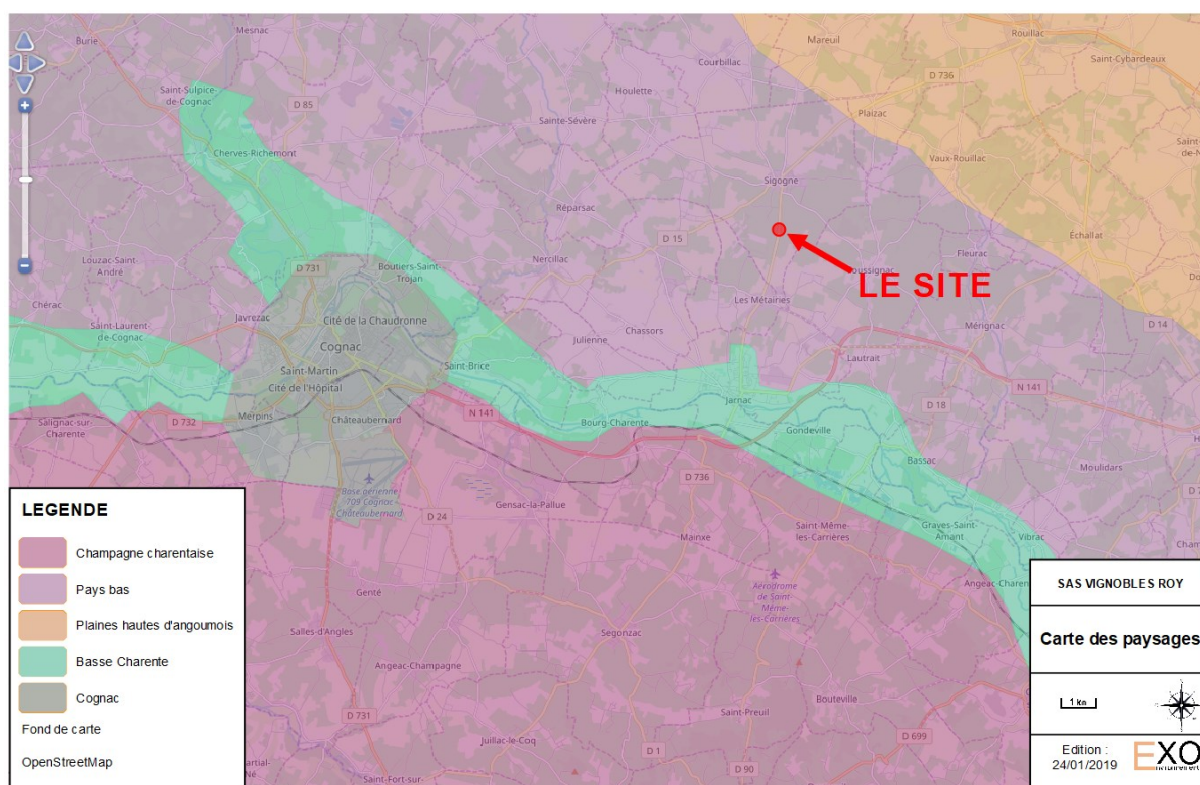 Mesnac
Burie
Mareuil
Rouillac
Courbillac
Saint-Cybardeaux
D 736
Saint-Sulpice-
de-Cognac
D 85
Houlette
Plaizac
Sainte-Sévère
Cherves-Richemont
Vaux-Rouillac
Sigogne
Réparsac
D 15
Échallat
Louzac-Saint-
André
Nercillac
Fleurac
D 731
Boutiers-Saint-
Trojan
LE SITE
Chérac
Les Métairies
Saint-Laurent-
de-Cognac
Javrezac
Cité de la Chaudronne
Chassors
Mérignac
D 14
Julienne
Cognac
Lautrait
Saint-Martin
Saint-Brice
Cité de l'Hôpital
N 141
Jarnac
D 18
Merpins
Châteaubernard
N 141
Bourg-Charente
Gondeville
Salignac-sur-
Charente
D 732
Bassac
Moulidars
D 736
Base aérienne
709 Cognac
Châteaubernard
Gensac-la-Pallue
D 24
Mainxe
Saint-Même-
les-Carrières
Graves-Saint-
Amant
Vibrac
Angeac-Charente
Aérodrome
de Saint-
Même-
les-Carrières
Genté
Salles-d'Angles
Segonzac
Angeac-Champagne
Bouteville
Saint-Preuil
D 731
Juillac-le-Coq
D 1
D 699
D 90
Saint-Fort-sur-
LEGENDE
Champagne charentaise
Pays bas
Plaines hautes d'angoumois
Basse Charente
Cognac
Fond de carte
OpenStreetMap
SAS VIGNOBLES ROY
Carte des paysages
1 km
Edition :
24/01/2019
EXO